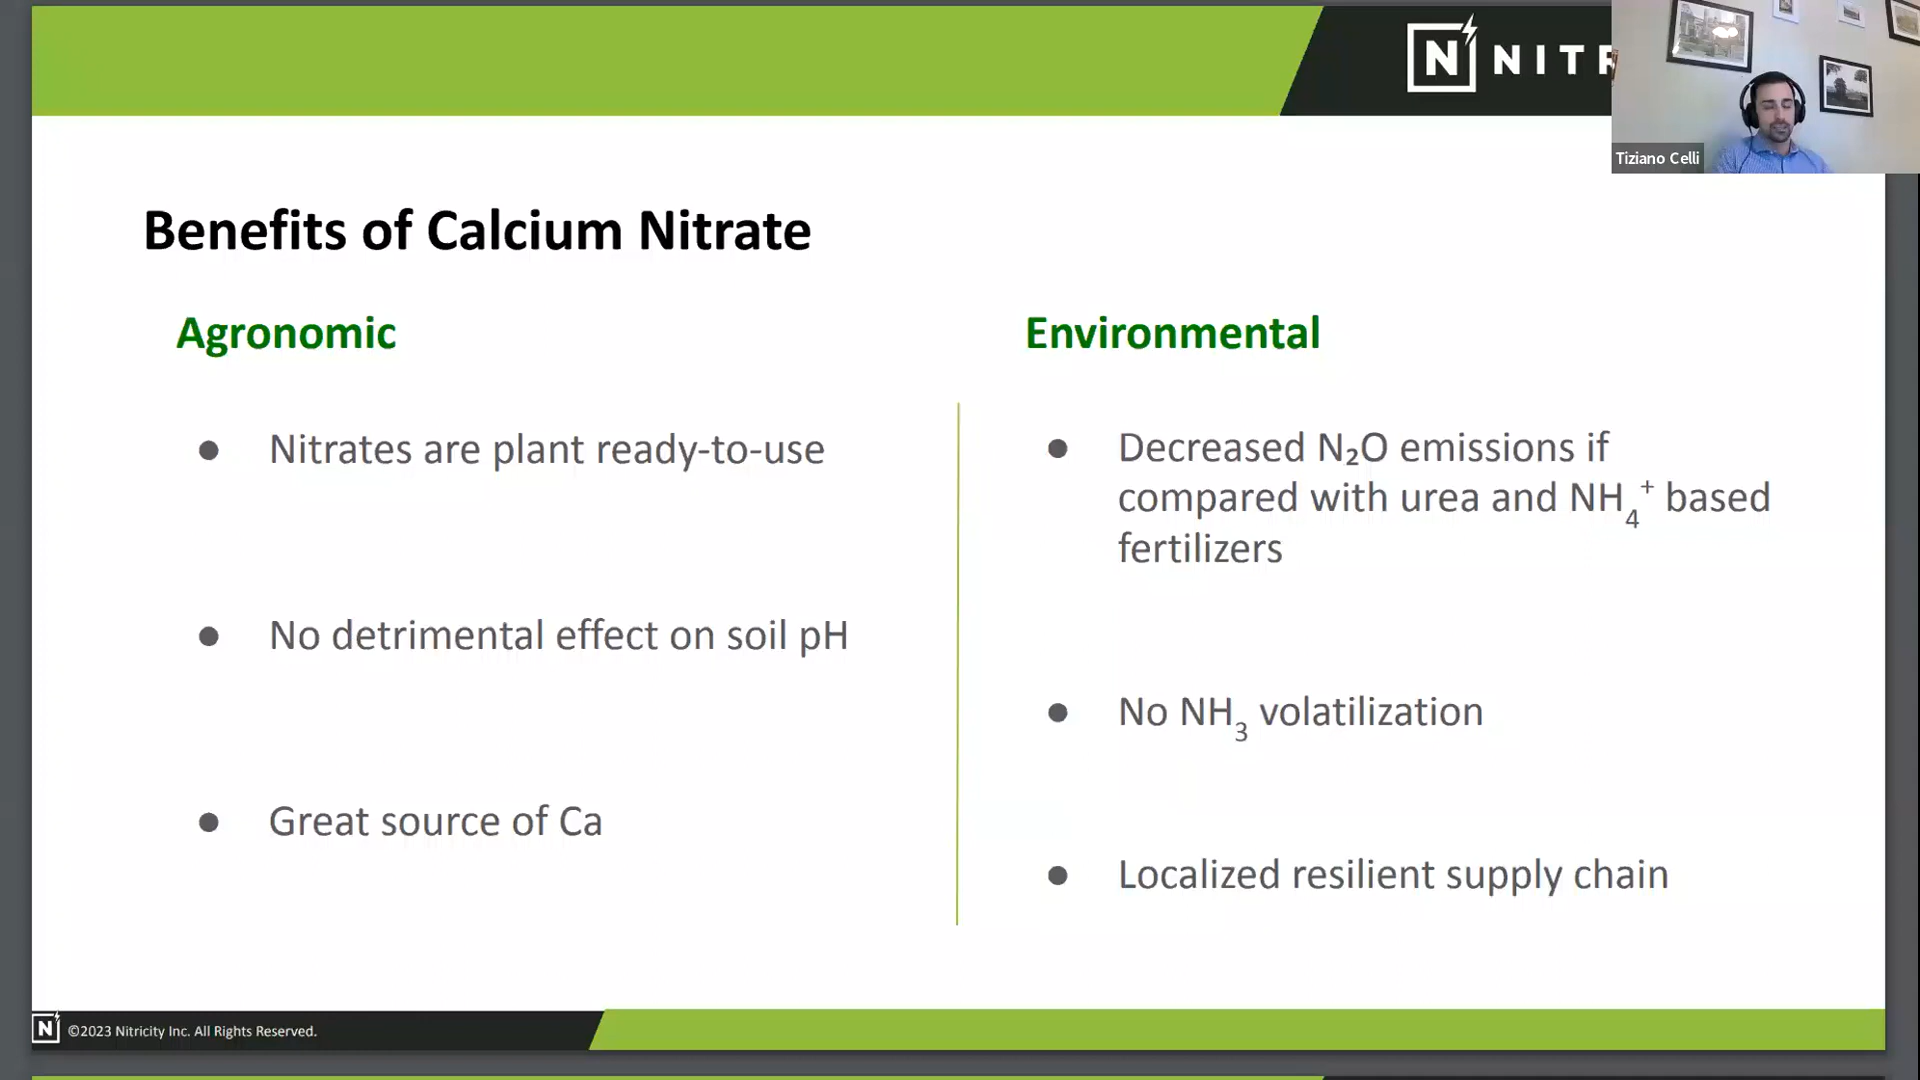 N NITR
Tiziano Celli
Benefits of Calcium Nitrate
Agronomic
● Nitrates are plant ready-to-use
● No detrimental effect on soil pH
● Great source of Ca
Environmental
● Decreased N₂O emissions if
compared with urea and NH₄⁺ based
fertilizers
● No NH₃ volatilization
● Localized resilient supply chain
N ©2023 Nitricity Inc. All Rights Reserved.